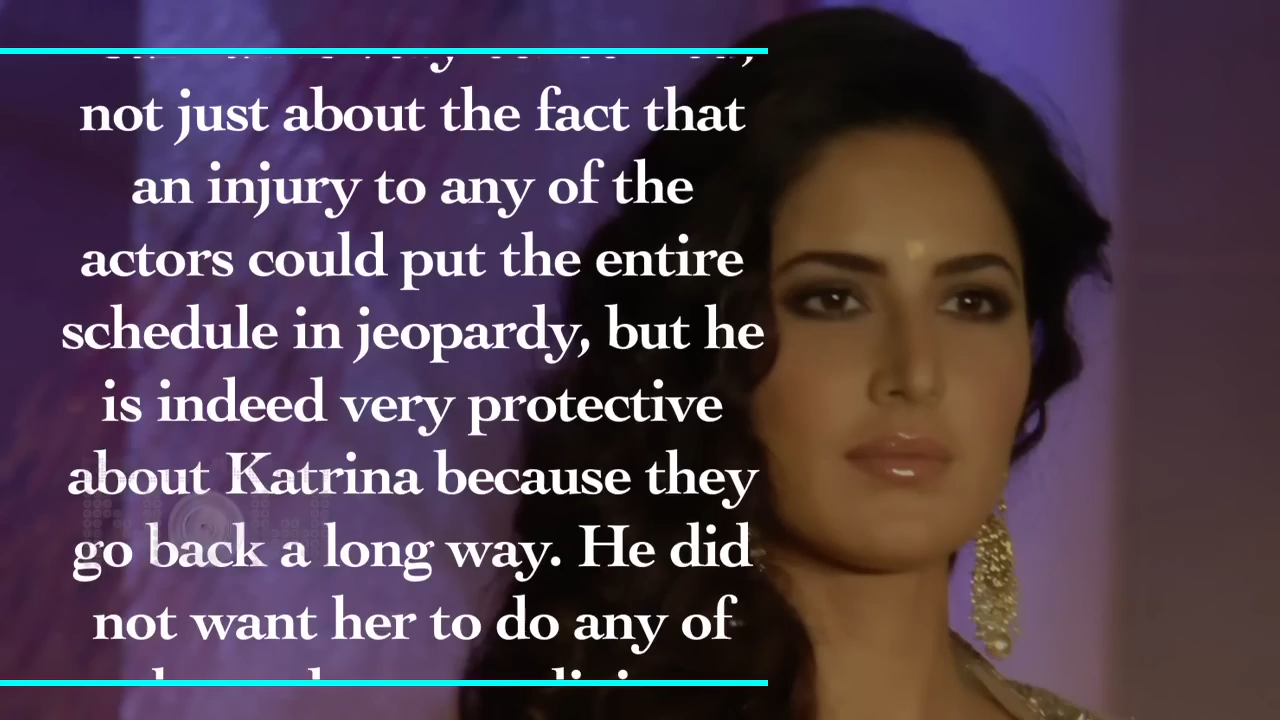 not just about the fact that
an injury to any of the
actors could put the entire
schedule in jeopardy, but he
is indeed very protective
about Katrina because they
go back a long way. He did
not want her to do any of